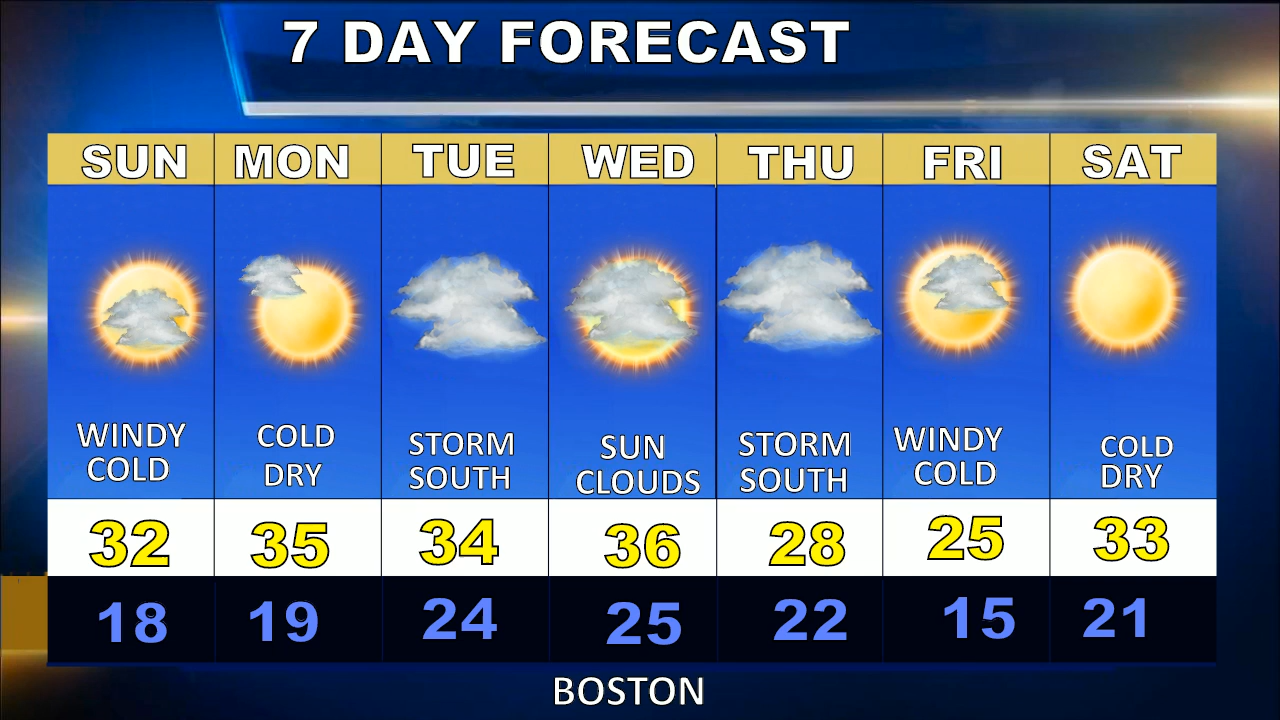 7 DAY FORECAST
SUN MON TUE WED THU FRI SAT
WINDY COLD STORM SUN STORM WINDY COLD
COLD DRY SOUTH CLOUDS SOUTH COLD DRY
32 35 34 36 28 25 33
18 19 24 25 22 15 21
BOSTON